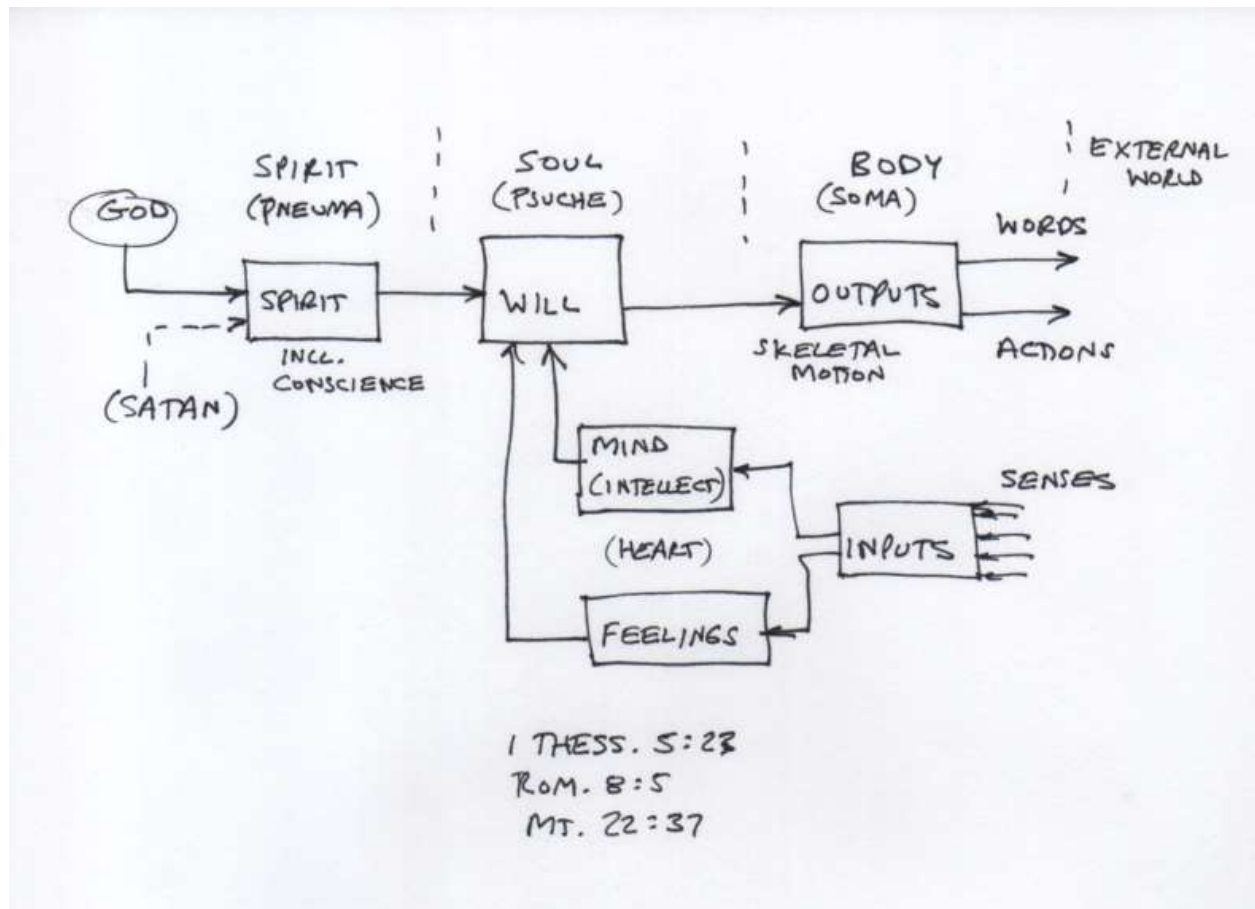 GOD
SPIRIT
(PNEUMA)
SOUL
(PSUCHE)
BODY
(SOMA)
EXTERNAL
WORLD
SPIRIT
INCL.
CONSCIENCE
(SATAN)
WILL
OUTPUTS
SKELETAL
MOTION
WORDS
ACTIONS
MIND
(INTELLECT)
(HEART)
FEELINGS
INPUTS
SENSES
1 THESS. 5:23
ROM. 8:5
MT. 22:37